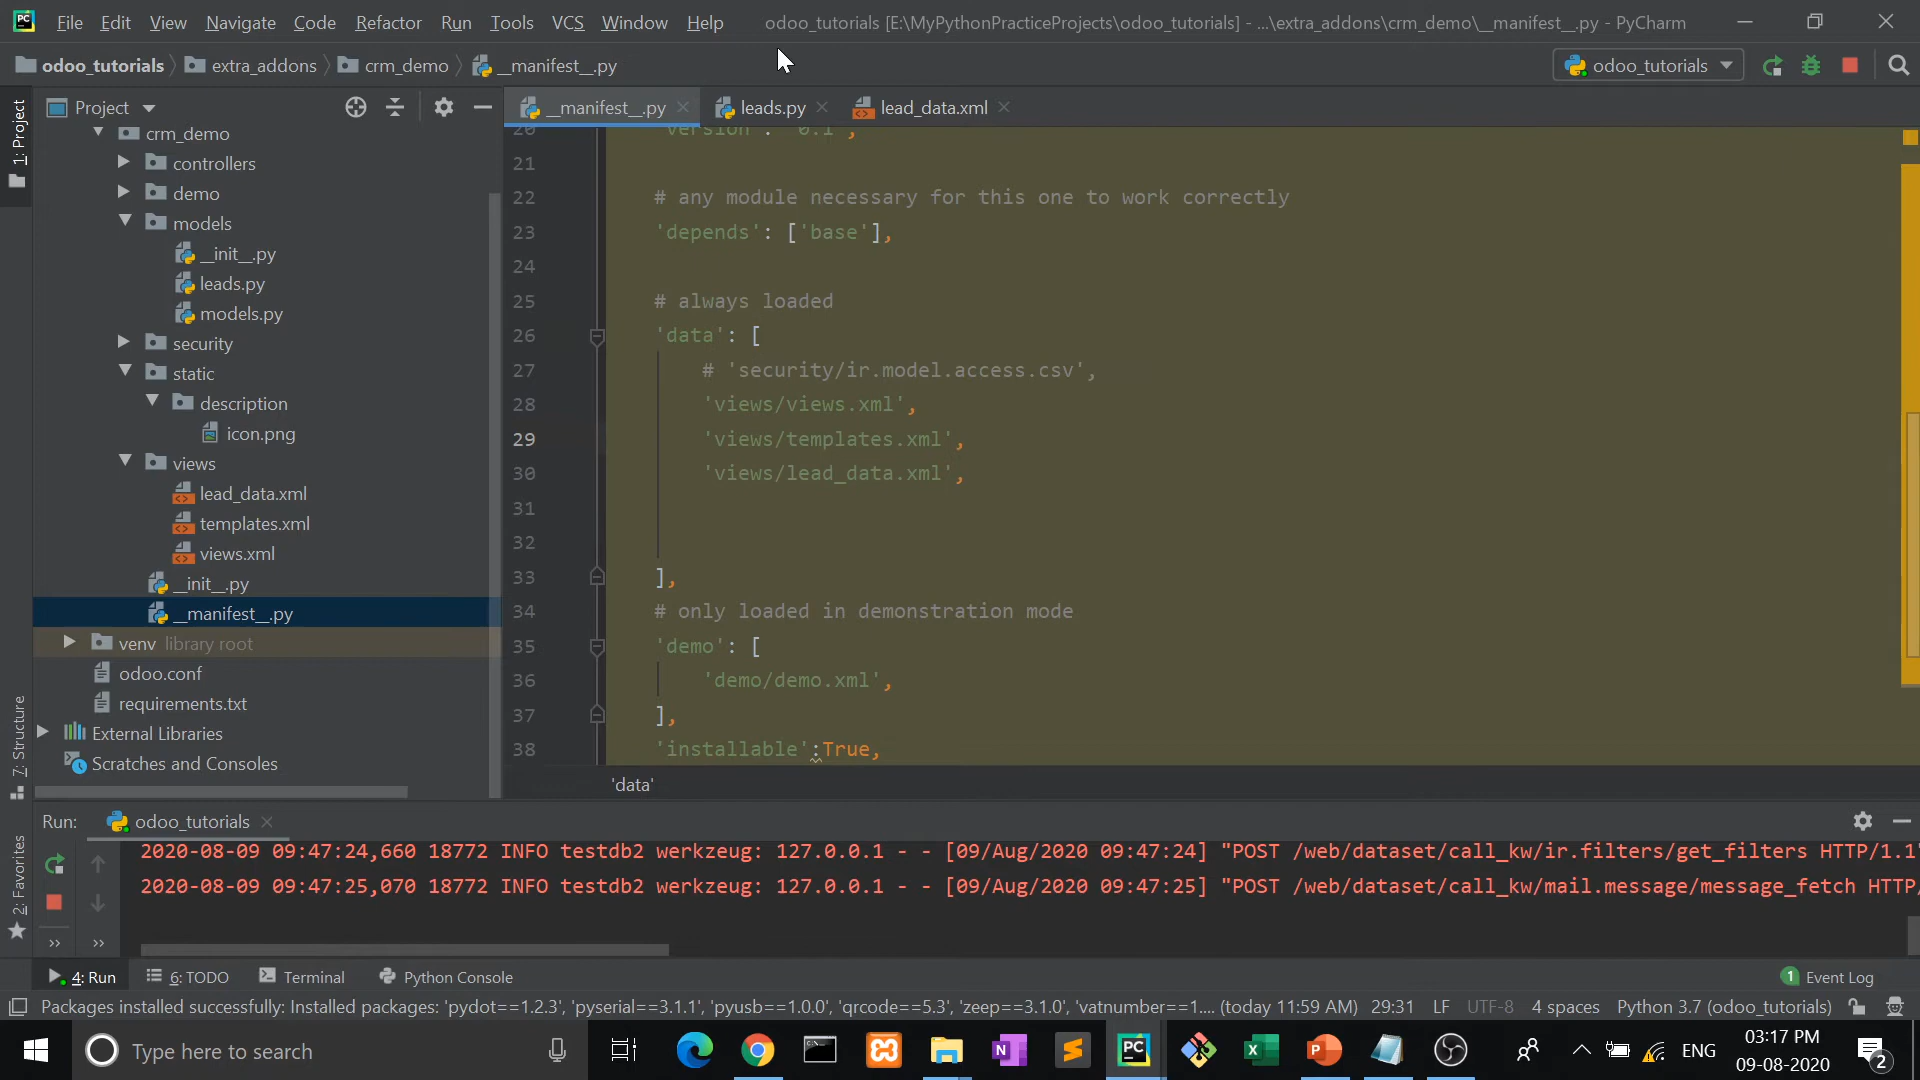 File Edit View Navigate Code Refactor Run Tools VCS Window Help odoo_tutorials [E:\MyPythonPracticeProjects\odoo_tutorials] - ...\extra_addons\crm_demo\__manifest__.py - PyCharm
odoo_tutorials extra_addons crm_demo __manifest__.py odoo_tutorials
Project __manifest__.py leads.py lead_data.xml
1: Project
7: Structure
2: Favorites
crm_demo
controllers
demo
models
__init__.py
leads.py
models.py
security
static
description
icon.png
views
lead_data.xml
templates.xml
views.xml
__init__.py
__manifest__.py
venv library root
odoo.conf
requirements.txt
External Libraries
Scratches and Consoles
20 'version': '0.1',
21
22 # any module necessary for this one to work correctly
23 'depends': ['base'],
24
25 # always loaded
26 'data': [
27 # 'security/ir.model.access.csv',
28 'views/views.xml',
29 'views/templates.xml',
30 'views/lead_data.xml',
31
32
33 ],
34 # only loaded in demonstration mode
35 'demo': [
36 'demo/demo.xml',
37 ],
38 'installable':True,
'data'
Run: odoo_tutorials
2020-08-09 09:47:24,660 18772 INFO testdb2 werkzeug: 127.0.0.1 - - [09/Aug/2020 09:47:24] "POST /web/dataset/call_kw/ir.filters/get_filters HTTP/1.1"
2020-08-09 09:47:25,070 18772 INFO testdb2 werkzeug: 127.0.0.1 - - [09/Aug/2020 09:47:25] "POST /web/dataset/call_kw/mail.message/message_fetch HTTP/
4: Run 6: TODO Terminal Python Console 1 Event Log
Packages installed successfully: Installed packages: 'pydot==1.2.3', 'pyserial==3.1.1', 'pyusb==1.0.0', 'qrcode==5.3', 'zeep==3.1.0', 'vatnumber==1.... (today 11:59 AM) 29:31 LF UTF-8 4 spaces Python 3.7 (odoo_tutorials)
Type here to search ENG 03:17 PM
09-08-2020 2